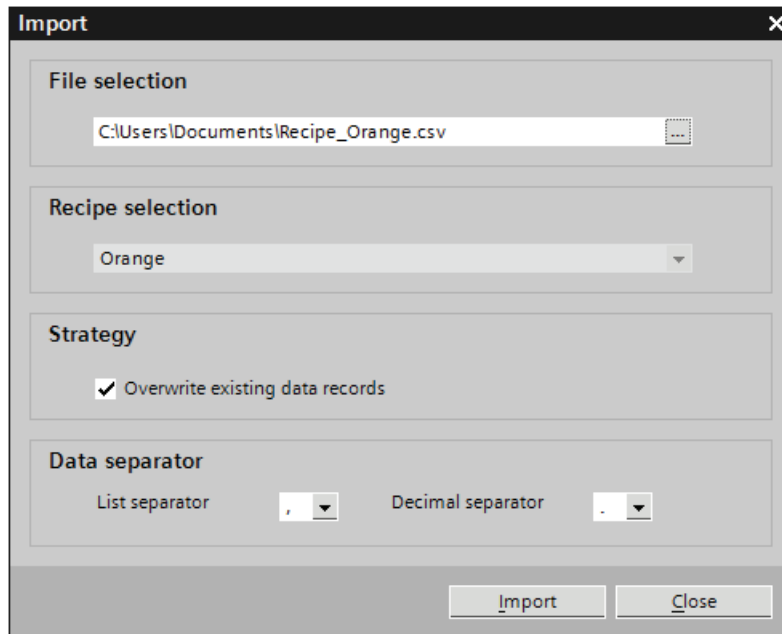 Import
File selection
C:\Users\Documents\Recipe_Orange.csv
...
Recipe selection
Orange
Strategy
Overwrite existing data records
Data separator
List separator , Decimal separator .
Import Close